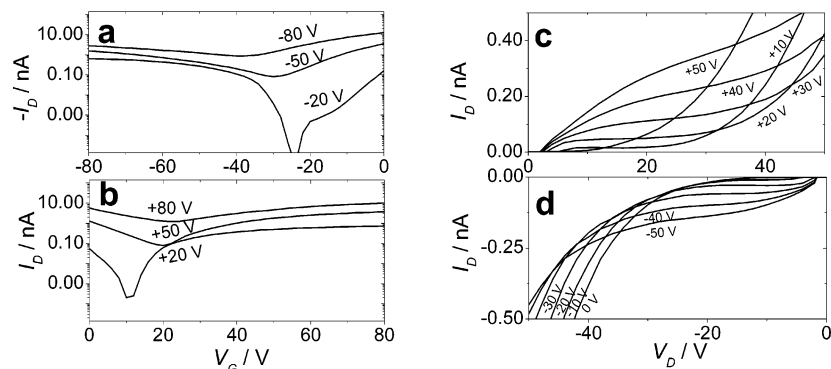 a
-I_D / nA
10.00
0.10
0.00
-80 V
-50 V
-20 V
-80
-60
-40
-20
0
b
I_D / nA
10.00
0.10
0.00
+80 V
+50 V
+20 V
0
20
40
60
80
V_G / V
c
I_D / nA
0.40
0.20
0.00
+50 V
+10 V
+40 V
+30 V
+20 V
0
20
40
d
I_D / nA
0.00
-0.25
-0.50
-40 V
-50 V
-30 V
-20 V
-10 V
0 V
-40
-20
0
V_D / V